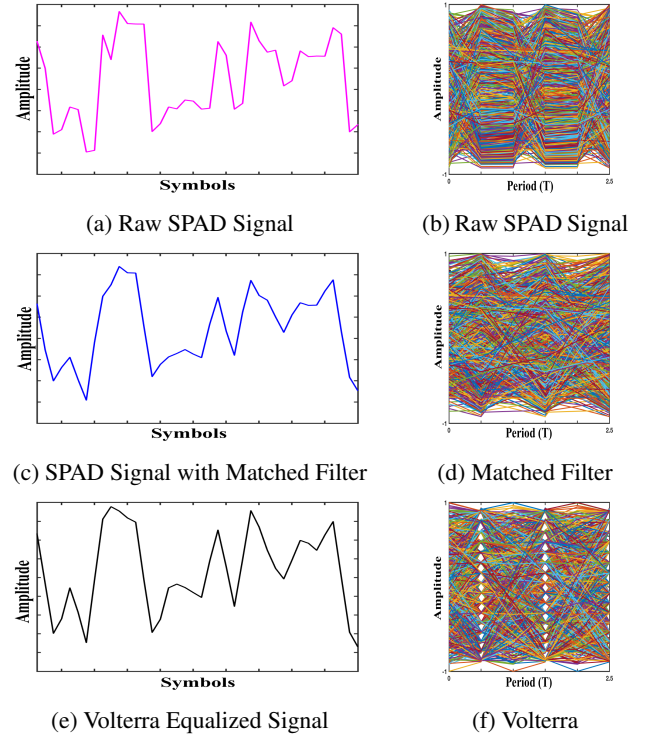 Amplitude
Symbols
(a) Raw SPAD Signal
1
Amplitude
-1
0
2.5
Period (T)
(b) Raw SPAD Signal
Amplitude
Symbols
(c) SPAD Signal with Matched Filter
1
Amplitude
-1
0
2.5
Period (T)
(d) Matched Filter
Amplitude
Symbols
(e) Volterra Equalized Signal
1
Amplitude
-1
0
2.5
Period (T)
(f) Volterra